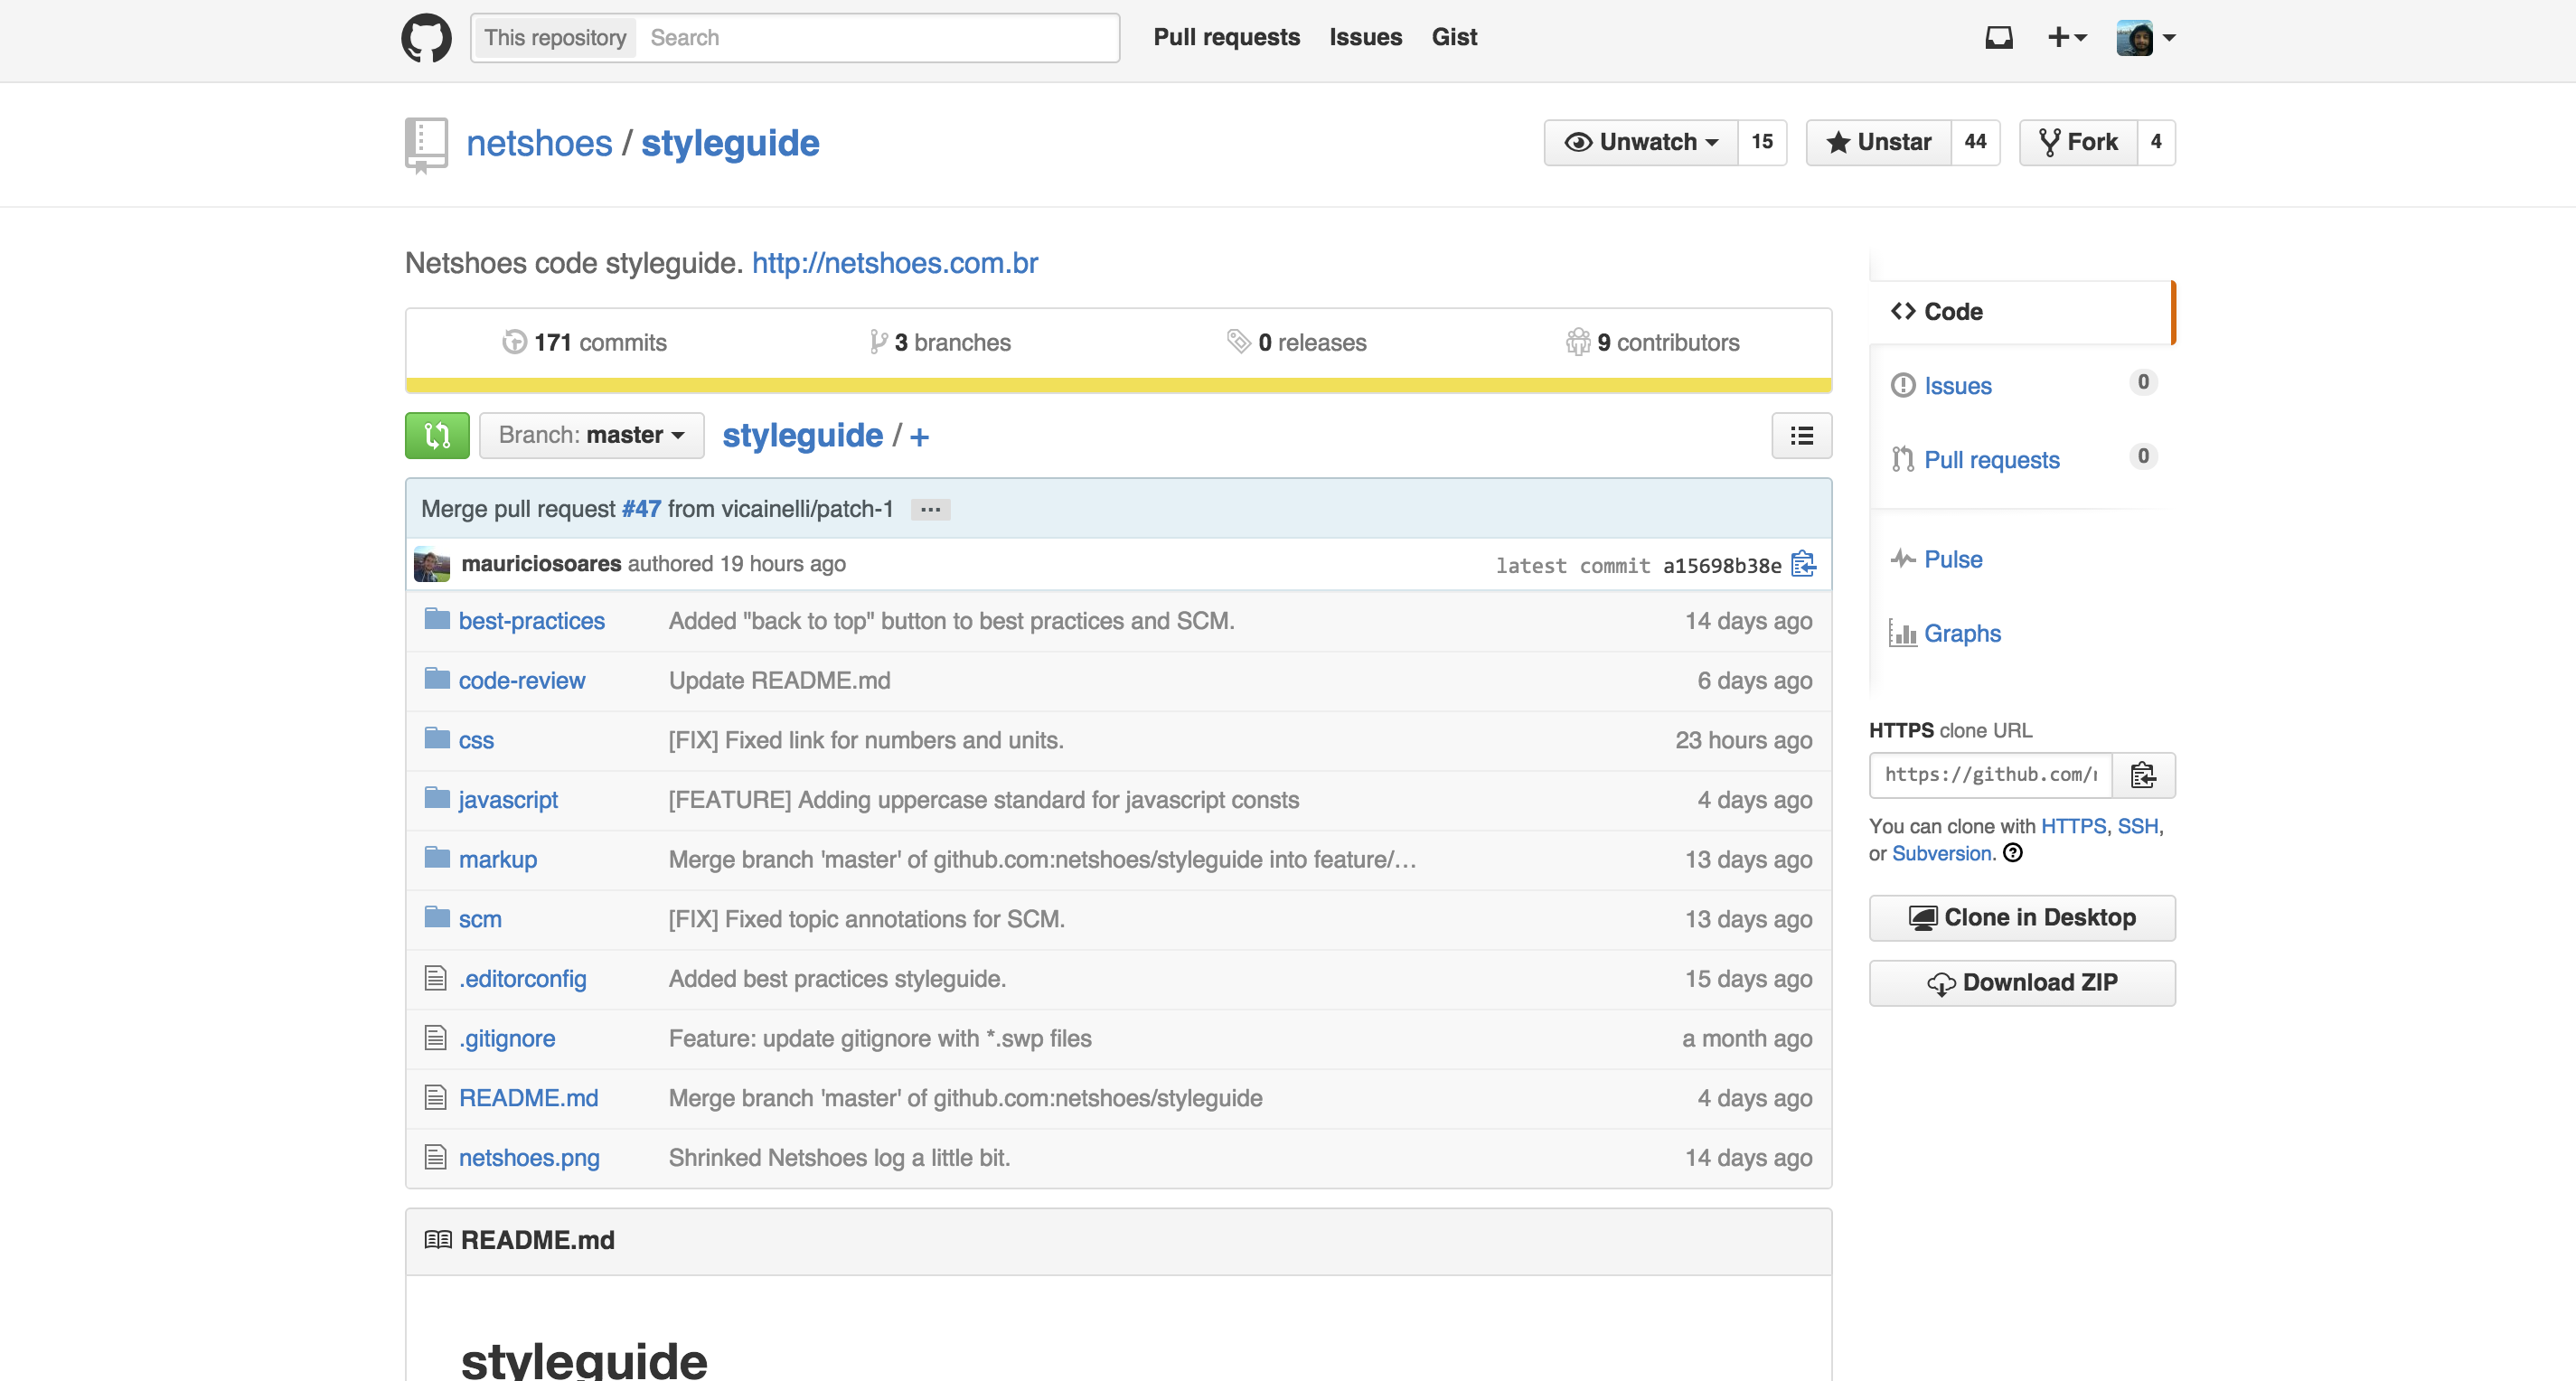 This repository Search Pull requests Issues Gist
netshoes / styleguide Unwatch 15 Unstar 44 Fork 4
Netshoes code styleguide. http://netshoes.com.br
171 commits 3 branches 0 releases 9 contributors
Branch: master styleguide / +
Merge pull request #47 from vicainelli/patch-1 ...
mauriciosoares authored 19 hours ago latest commit a15698b38e
best-practices Added "back to top" button to best practices and SCM. 14 days ago
code-review Update README.md 6 days ago
css [FIX] Fixed link for numbers and units. 23 hours ago
javascript [FEATURE] Adding uppercase standard for javascript consts 4 days ago
markup Merge branch 'master' of github.com:netshoes/styleguide into feature/… 13 days ago
scm [FIX] Fixed topic annotations for SCM. 13 days ago
.editorconfig Added best practices styleguide. 15 days ago
.gitignore Feature: update gitignore with *.swp files a month ago
README.md Merge branch 'master' of github.com:netshoes/styleguide 4 days ago
netshoes.png Shrinked Netshoes log a little bit. 14 days ago
README.md
styleguide
Code
Issues 0
Pull requests 0
Pulse
Graphs
HTTPS clone URL
https://github.com/
You can clone with HTTPS, SSH,
or Subversion.
Clone in Desktop
Download ZIP